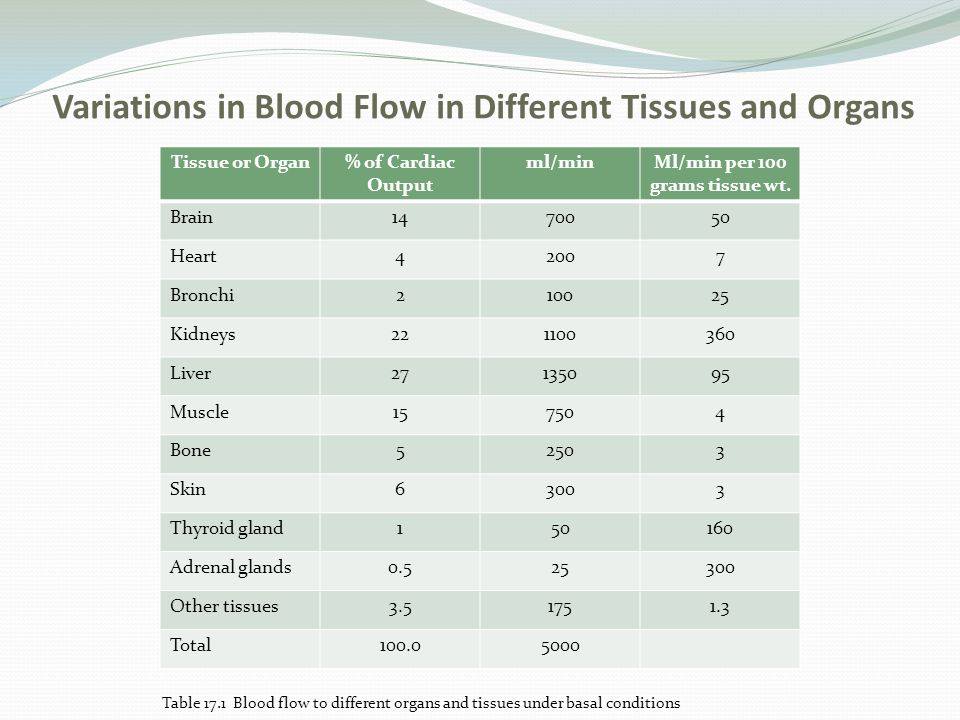 Variations in Blood Flow in Different Tissues and Organs
Tissue or Organ % of Cardiac Output ml/min Ml/min per 100 grams tissue wt.
Brain 14 700 50
Heart 4 200 7
Bronchi 2 100 25
Kidneys 22 1100 360
Liver 27 1350 95
Muscle 15 750 4
Bone 5 250 3
Skin 6 300 3
Thyroid gland 1 50 160
Adrenal glands 0.5 25 300
Other tissues 3.5 175 1.3
Total 100.0 5000
Table 17.1 Blood flow to different organs and tissues under basal conditions